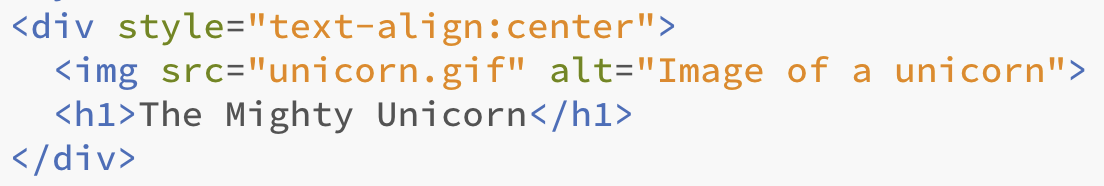 <div style="text-align:center">
  <img src="unicorn.gif" alt="Image of a unicorn">
  <h1>The Mighty Unicorn</h1>
</div>